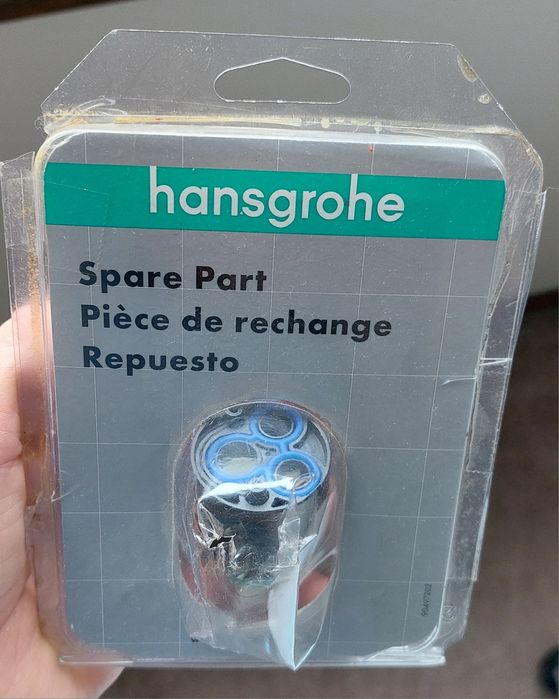 hansgrohe
Spare Part
Pièce de rechange
Repuesto